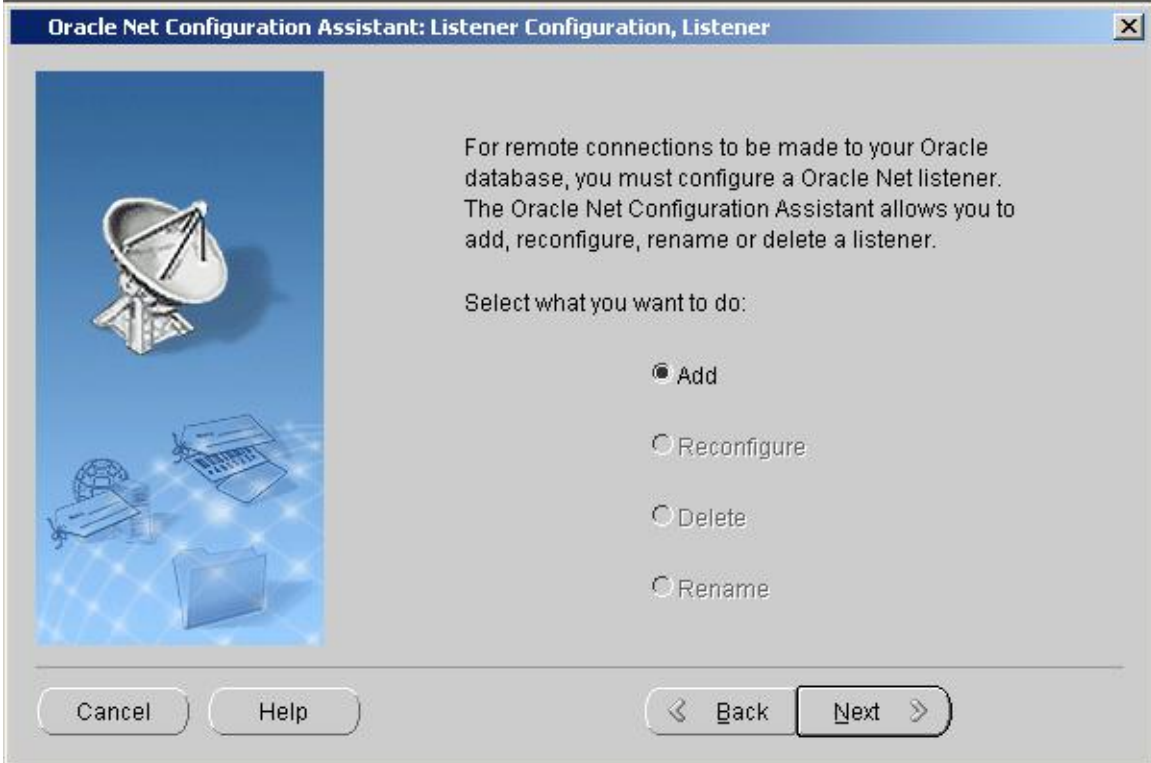 Oracle Net Configuration Assistant: Listener Configuration, Listener
For remote connections to be made to your Oracle
database, you must configure a Oracle Net listener.
The Oracle Net Configuration Assistant allows you to
add, reconfigure, rename or delete a listener.
Select what you want to do:
Add
Reconfigure
Delete
Rename
Cancel
Help
Back
Next